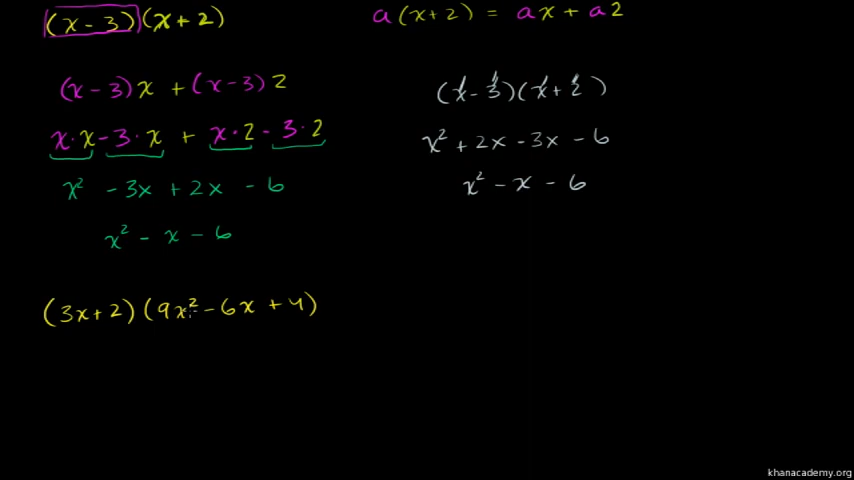 (x - 3)(x + 2)
a(x+2) = ax + a2
(x-3)x + (x-3)2
(x-3)(x+2)
x·x - 3·x + x·2 - 3·2
x² + 2x - 3x - 6
x² - 3x + 2x - 6
x² - x - 6
x² - x - 6
(3x+2)(9x² - 6x + 4)
khanacademy.org